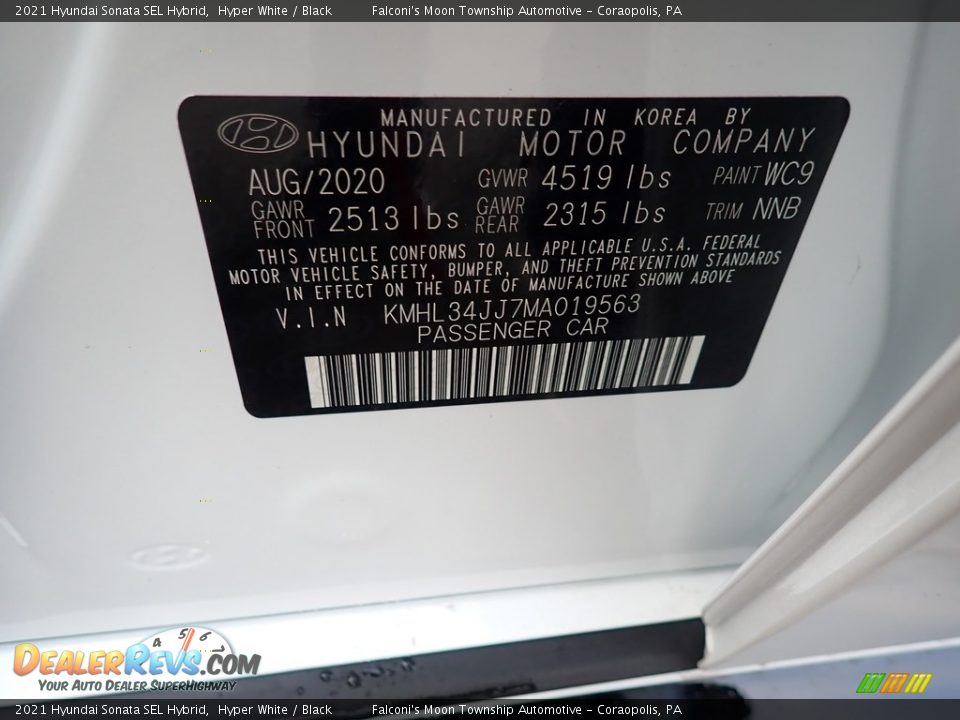 2021 Hyundai Sonata SEL Hybrid, Hyper White / Black Falconi's Moon Township Automotive - Coraopolis, PA
MANUFACTURED IN KOREA BY
HYUNDAI MOTOR COMPANY
AUG/2020 GVWR 4519 lbs PAINT WC9
GAWR FRONT 2513 lbs GAWR REAR 2315 lbs TRIM NNB
THIS VEHICLE CONFORMS TO ALL APPLICABLE U.S.A. FEDERAL
MOTOR VEHICLE SAFETY, BUMPER, AND THEFT PREVENTION STANDARDS
IN EFFECT ON THE DATE OF MANUFACTURE SHOWN ABOVE
V.I.N KMHL34JJ7MA019563
PASSENGER CAR
4 5 6
DealerRevs.com
Your Auto Dealer SuperHighway
2021 Hyundai Sonata SEL Hybrid, Hyper White / Black Falconi's Moon Township Automotive - Coraopolis, PA